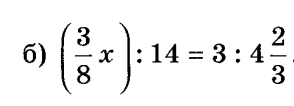 б) (3/8 x) : 14 = 3 : 4 2/3.